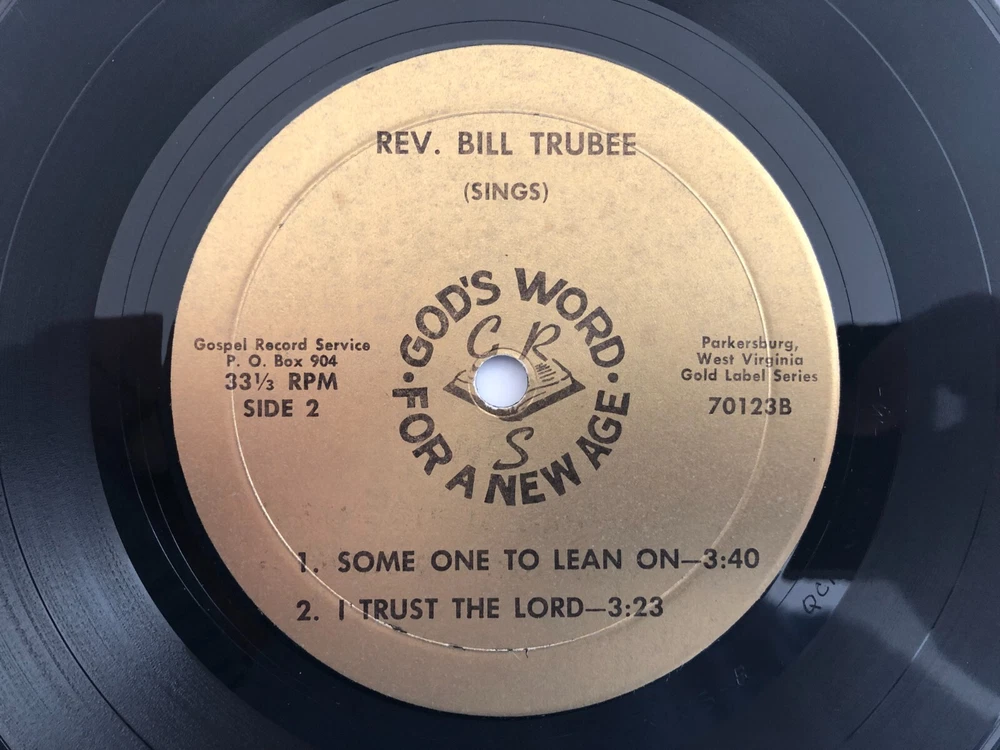 REV. BILL TRUBEE
(SINGS)
GOD'S WORD
FOR A NEW AGE
C R
S
Gospel Record Service
P. O. Box 904
33⅓ RPM
SIDE 2
Parkersburg,
West Virginia
Gold Label Series
70123B
1. SOME ONE TO LEAN ON—3:40
2. I TRUST THE LORD—3:23